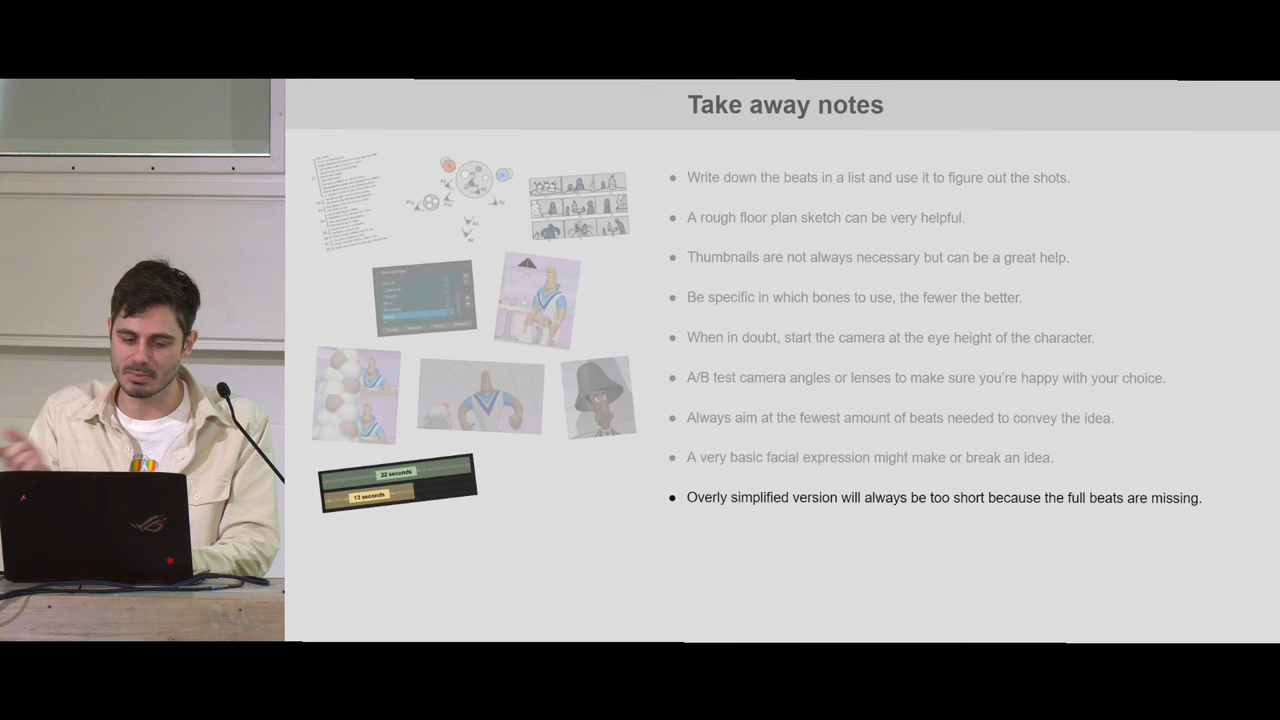 Take away notes
Write down the beats in a list and use it to figure out the shots.
A rough floor plan sketch can be very helpful.
Thumbnails are not always necessary but can be a great help.
Be specific in which bones to use, the fewer the better.
When in doubt, start the camera at the eye height of the character.
A/B test camera angles or lenses to make sure you're happy with your choice.
Always aim at the fewest amount of beats needed to convey the idea.
A very basic facial expression might make or break an idea.
22 seconds
13 seconds
Overly simplified version will always be too short because the full beats are missing.